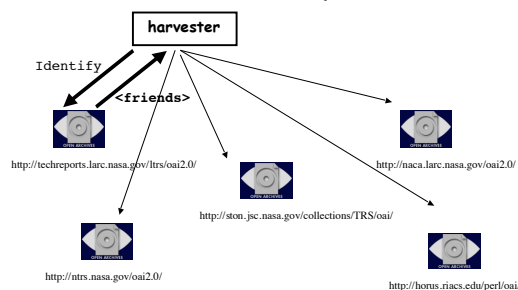 harvester
Identify
<friends>
OPEN ARCHIVES
http://techreports.larc.nasa.gov/ltrs/oai2.0/
OPEN ARCHIVES
http://naca.larc.nasa.gov/oai2.0/
OPEN ARCHIVES
http://ston.jsc.nasa.gov/collections/TRS/oai/
OPEN ARCHIVES
http://ntrs.nasa.gov/oai2.0/
OPEN ARCHIVES
http://horus.riacs.edu/perl/oai/